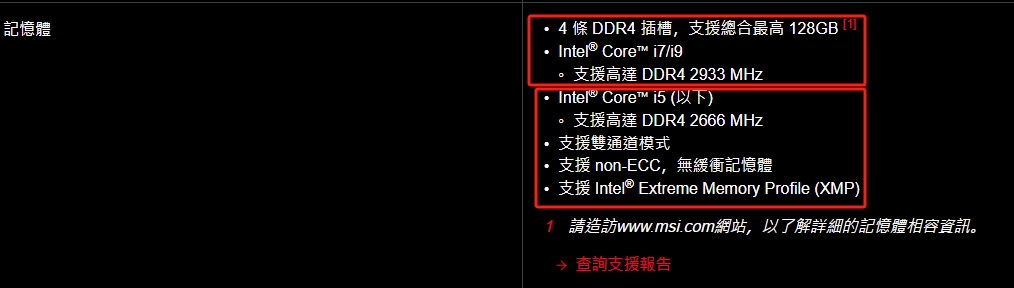 記憶體
• 4 條 DDR4 插槽，支援總合最高 128GB [1]
• Intel® Core™ i7/i9
◦ 支援高達 DDR4 2933 MHz
• Intel® Core™ i5 (以下)
◦ 支援高達 DDR4 2666 MHz
• 支援雙通道模式
• 支援 non-ECC，無緩衝記憶體
• 支援 Intel® Extreme Memory Profile (XMP)
1 請造訪www.msi.com網站，以了解詳細的記憶體相容資訊。
→ 查詢支援報告